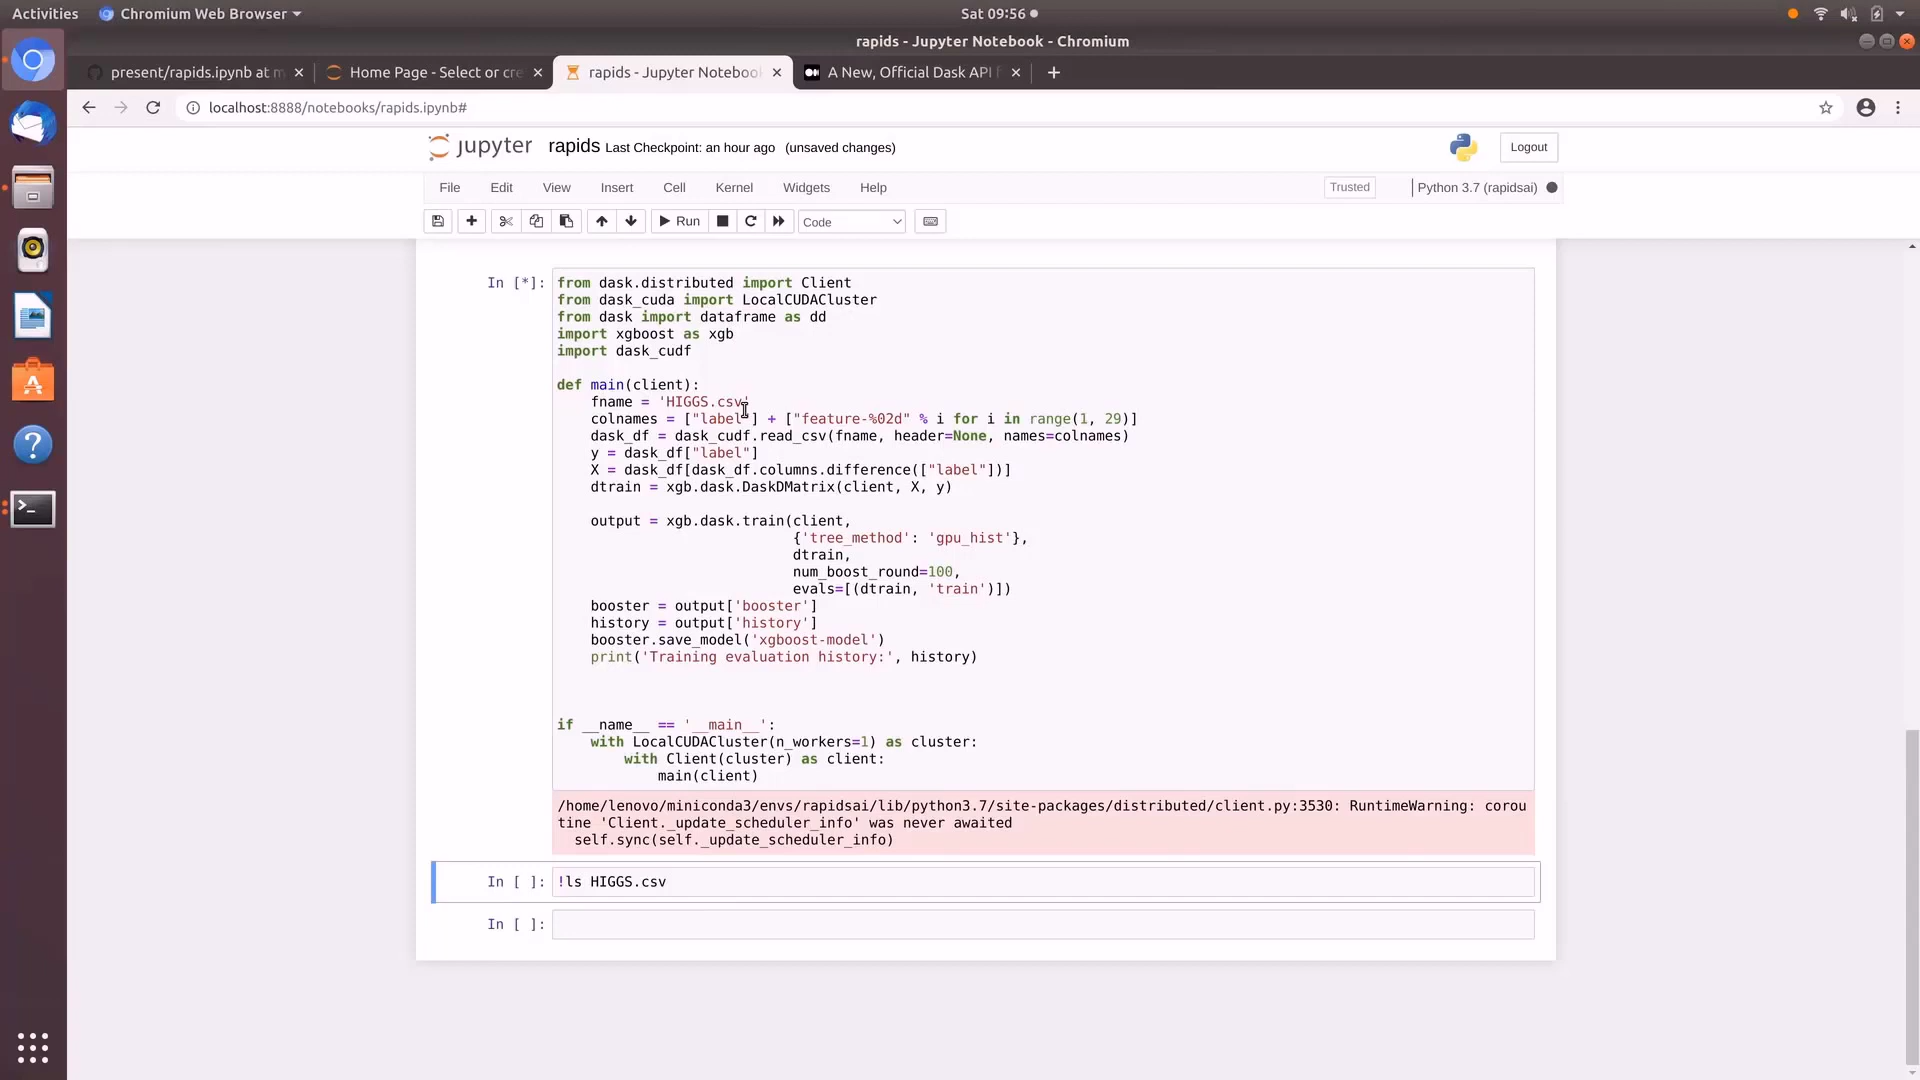 Activities
Chromium Web Browser
Sat 09:56
rapids - Jupyter Notebook - Chromium
present/rapids.ipynb at m
Home Page - Select or cre
rapids - Jupyter Notebook
A New, Official Dask API f
localhost:8888/notebooks/rapids.ipynb#
jupyter
rapids Last Checkpoint: an hour ago (unsaved changes)
Logout
File Edit View Insert Cell Kernel Widgets Help
Trusted
Python 3.7 (rapidsai)
Run
Code
In [*]:
from dask.distributed import Client
from dask_cuda import LocalCUDACluster
from dask import dataframe as dd
import xgboost as xgb
import dask_cudf
def main(client):
    fname = 'HIGGS.csv'
    colnames = ["label"] + ["feature-%02d" % i for i in range(1, 29)]
    dask_df = dask_cudf.read_csv(fname, header=None, names=colnames)
    y = dask_df["label"]
    X = dask_df[dask_df.columns.difference(["label"])]
    dtrain = xgb.dask.DaskDMatrix(client, X, y)
    output = xgb.dask.train(client,
                            {'tree_method': 'gpu_hist'},
                            dtrain,
                            num_boost_round=100,
                            evals=[(dtrain, 'train')])
    booster = output['booster']
    history = output['history']
    booster.save_model('xgboost-model')
    print('Training evaluation history:', history)
if __name__ == '__main__':
    with LocalCUDACluster(n_workers=1) as cluster:
        with Client(cluster) as client:
            main(client)
/home/lenovo/miniconda3/envs/rapidsai/lib/python3.7/site-packages/distributed/client.py:3530: RuntimeWarning: corou
tine 'Client._update_scheduler_info' was never awaited
  self.sync(self._update_scheduler_info)
In [ ]: !ls HIGGS.csv
In [ ]: